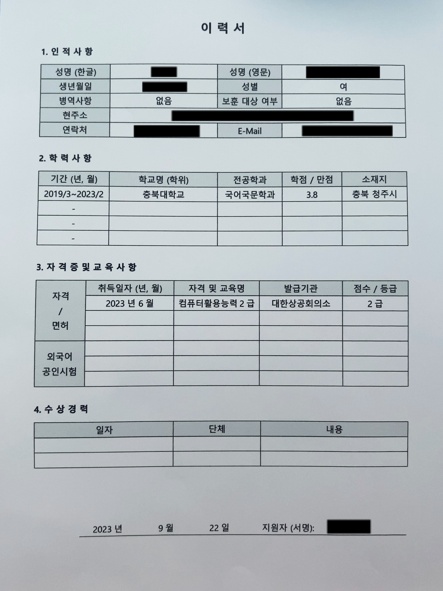 이 력 서
1. 인 적 사 항
성명 (한글) 성명 (영문)
생년월일 성별 여
병역사항 없음 보훈 대상 여부 없음
현주소
연락처 E-Mail
2. 학 력 사 항
기간 (년, 월) 학교명 (학위) 전공학과 학점 / 만점 소재지
2019/3~2023/2 충북대학교 국어국문학과 3.8 충북 청주시
-
-
-
3. 자 격 증 및 교 육 사 항
자격 / 면허 취득일자 (년, 월) 자격 및 교육명 발급기관 점수 / 등급
2023 년 6 월 컴퓨터활용능력 2 급 대한상공회의소 2 급
외국어 공인시험
4. 수 상 경 력
일자 단체 내용
2023 년 9 월 22 일 지원자 (서명):